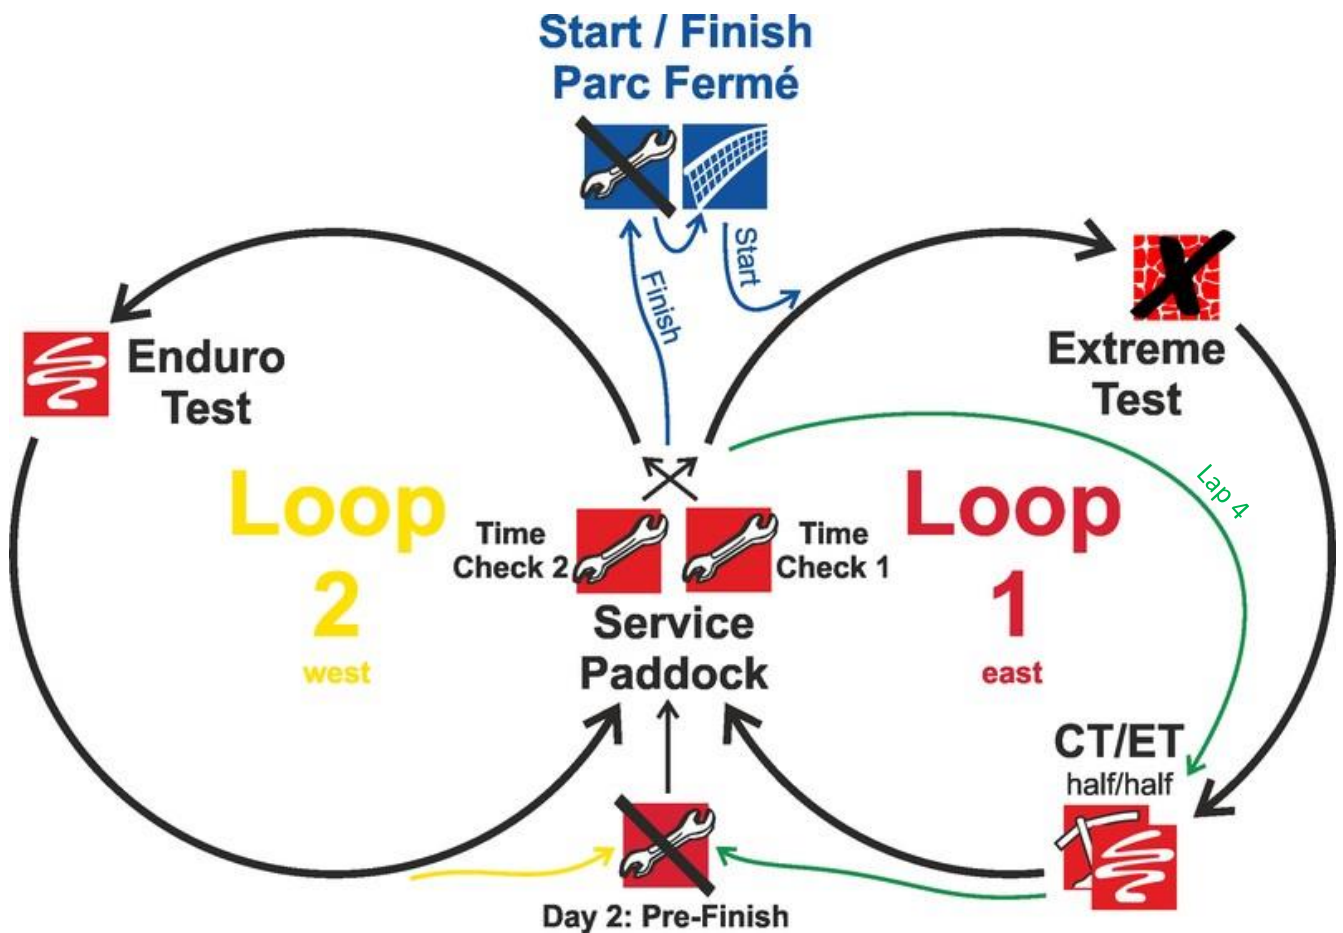 Start / Finish
Parc Fermé
Start
Finish
Enduro
Test
Extreme
Test
Loop
2
west
Time
Check 2
Time
Check 1
Service
Paddock
Loop
1
east
Lap 4
CT/ET
half/half
Day 2: Pre-Finish